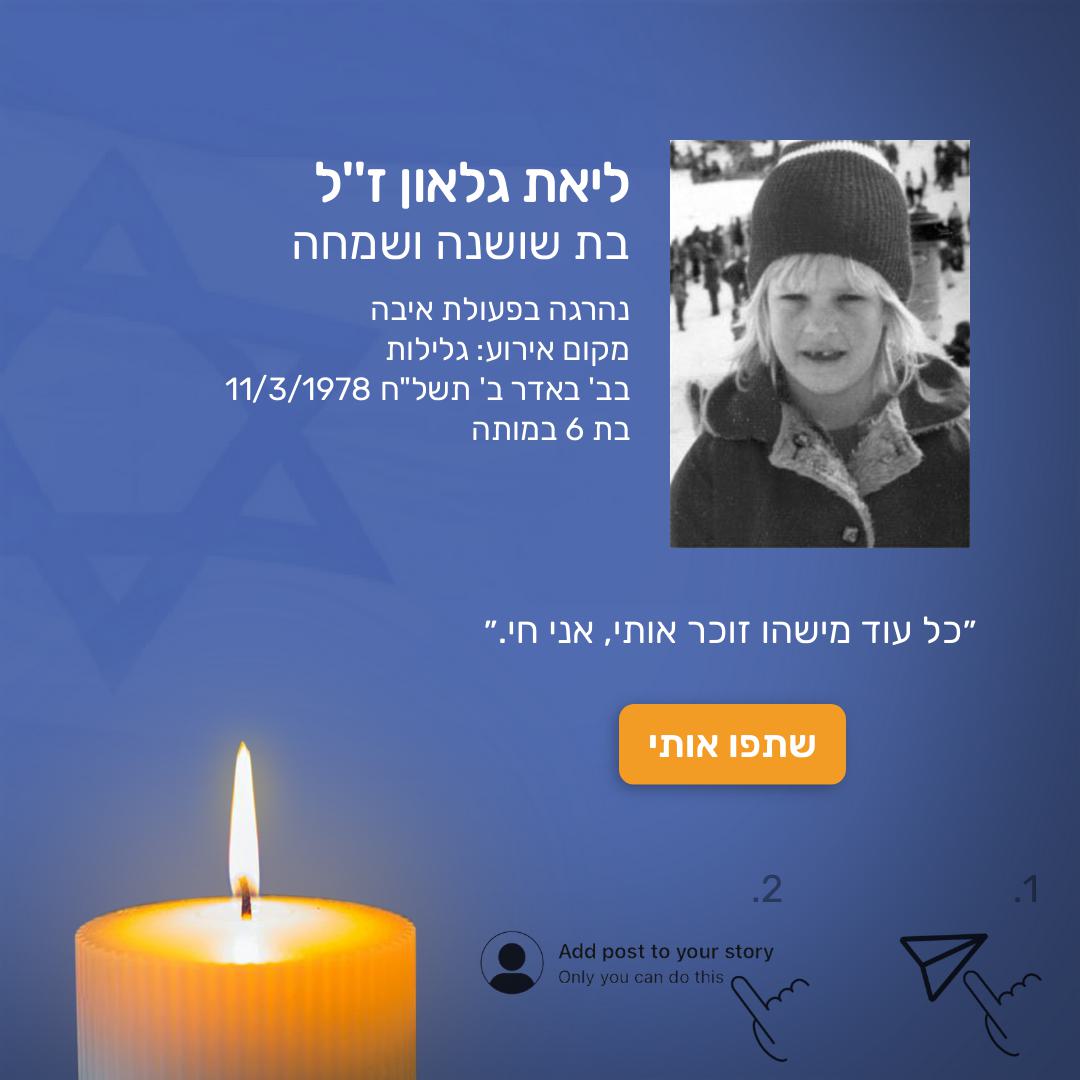 ליאת גלאון ז"ל
בת שושנה ושמחה
נהרגה בפעולת איבה
מקום אירוע: גלילות
בב' באדר ב' תשל"ח 11/3/1978
בת 6 במותה
״כל עוד מישהו זוכר אותי, אני חי.״
שתפו אותי
1.
2.
Add post to your story
Only you can do this